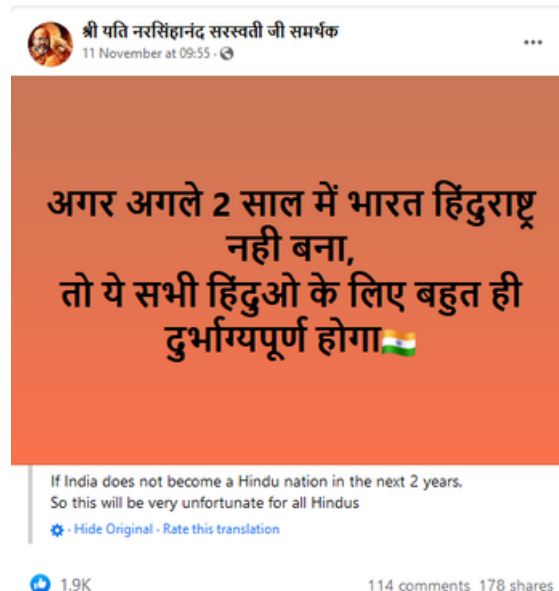 श्री यति नरसिंहानंद सरस्वती जी समर्थक
11 November at 09:55 ·
अगर अगले 2 साल में भारत हिंदुराष्ट्र
नही बना,
तो ये सभी हिंदुओ के लिए बहुत ही
दुर्भाग्यपूर्ण होगा
If India does not become a Hindu nation in the next 2 years,
So this will be very unfortunate for all Hindus
· Hide Original · Rate this translation
1.9K 114 comments 178 shares